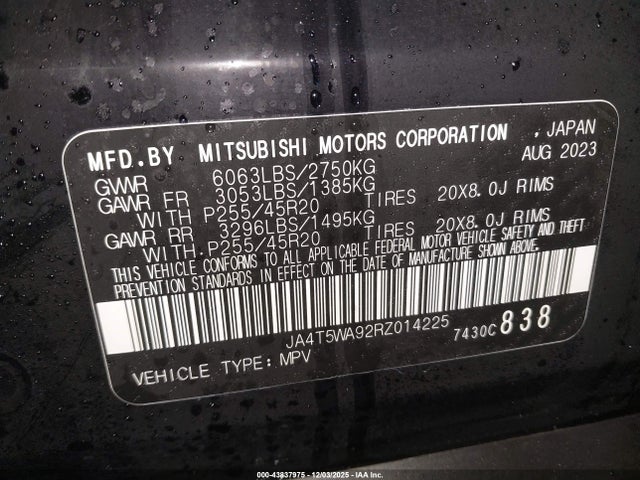 MFD.BY MITSUBISHI MOTORS CORPORATION , JAPAN
AUG 2023
GVWR 6063LBS/2750KG
GAWR FR 3053LBS/1385KG
WITH P255/45R20 TIRES 20X8.0J RIMS
GAWR RR 3296LBS/1495KG
WITH P255/45R20 TIRES 20X8.0J RIMS
THIS VEHICLE CONFORMS TO ALL APPLICABLE FEDERAL MOTOR VEHICLE SAFETY AND THEFT
PREVENTION STANDARDS IN EFFECT ON THE DATE OF MANUFACTURE SHOWN ABOVE.
JA4T5WA92RZ014225 7430C 838
VEHICLE TYPE: MPV
000-43837975 - 12/03/2025 - IAA Inc.